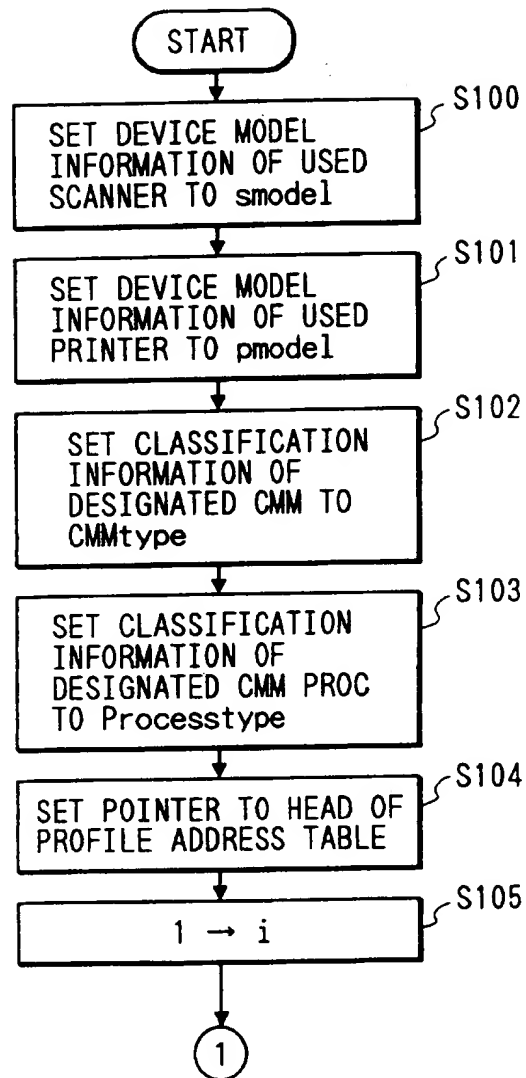 START
S100
SET DEVICE MODEL
INFORMATION OF USED
SCANNER TO smodel
S101
SET DEVICE MODEL
INFORMATION OF USED
PRINTER TO pmodel
S102
SET CLASSIFICATION
INFORMATION OF
DESIGNATED CMM TO
CMMtype
S103
SET CLASSIFICATION
INFORMATION OF
DESIGNATED CMM PROC
TO Processtype
S104
SET POINTER TO HEAD OF
PROFILE ADDRESS TABLE
S105
1 → i
1